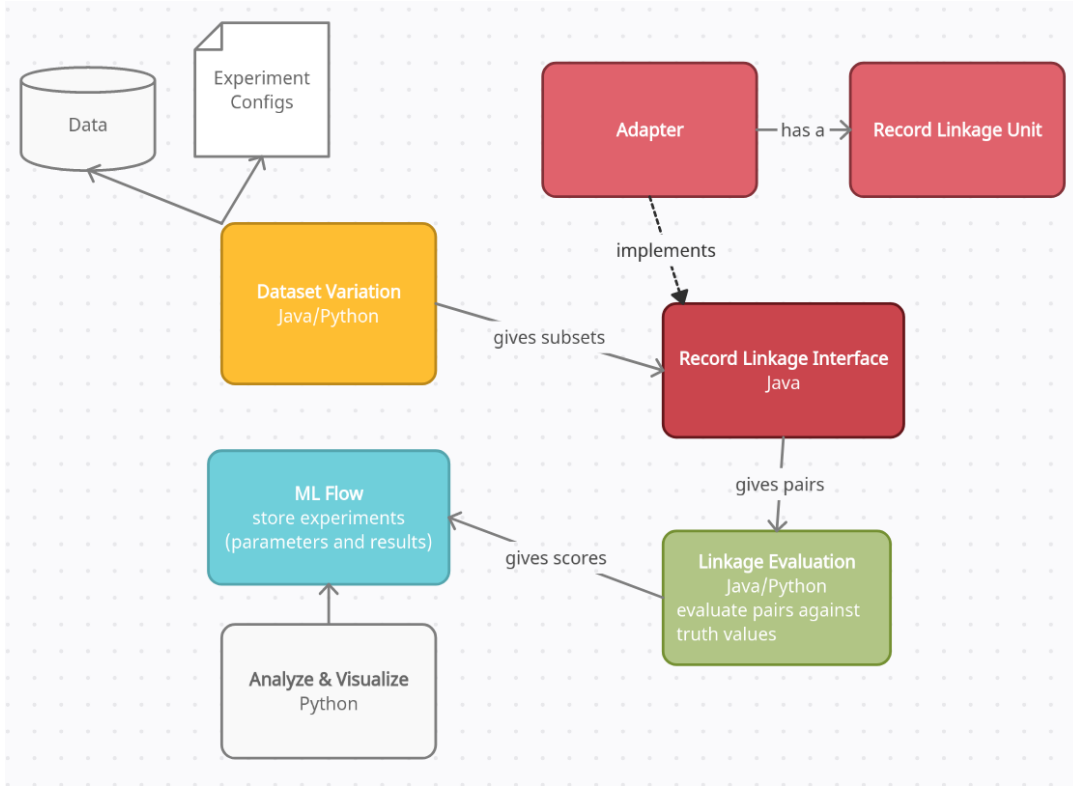 Experiment
Configs
Data
Adapter
has a
Record Linkage Unit
implements
Dataset Variation
Java/Python
gives subsets
Record Linkage Interface
Java
gives pairs
ML Flow
store experiments
(parameters and results)
gives scores
Linkage Evaluation
Java/Python
evaluate pairs against
truth values
Analyze & Visualize
Python